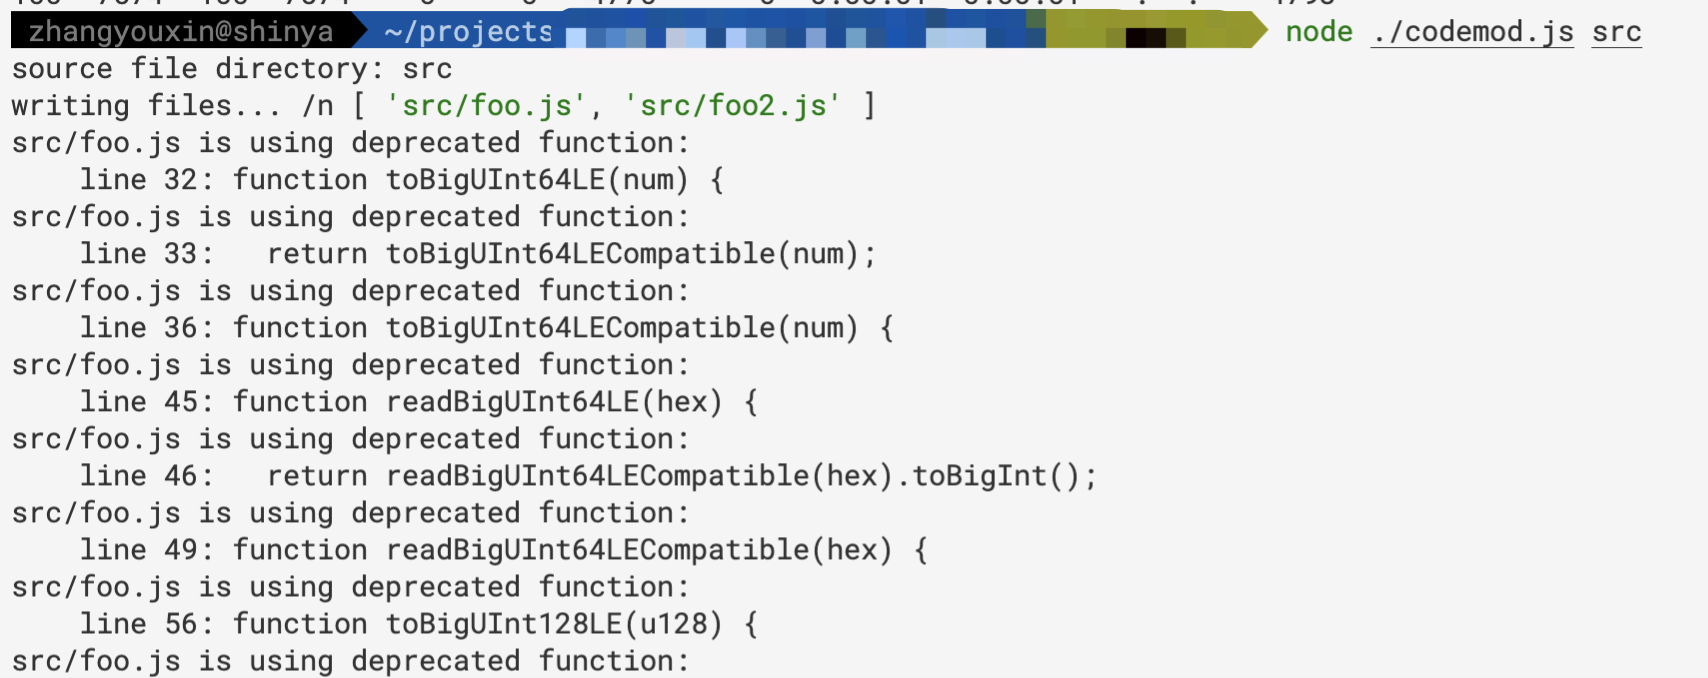 zhangyouxin@shinya ~/projects node ./codemod.js src
source file directory: src
writing files... /n [ 'src/foo.js', 'src/foo2.js' ]
src/foo.js is using deprecated function:
    line 32: function toBigUInt64LE(num) {
src/foo.js is using deprecated function:
    line 33:   return toBigUInt64LECompatible(num);
src/foo.js is using deprecated function:
    line 36: function toBigUInt64LECompatible(num) {
src/foo.js is using deprecated function:
    line 45: function readBigUInt64LE(hex) {
src/foo.js is using deprecated function:
    line 46:   return readBigUInt64LECompatible(hex).toBigInt();
src/foo.js is using deprecated function:
    line 49: function readBigUInt64LECompatible(hex) {
src/foo.js is using deprecated function:
    line 56: function toBigUInt128LE(u128) {
src/foo.js is using deprecated function: